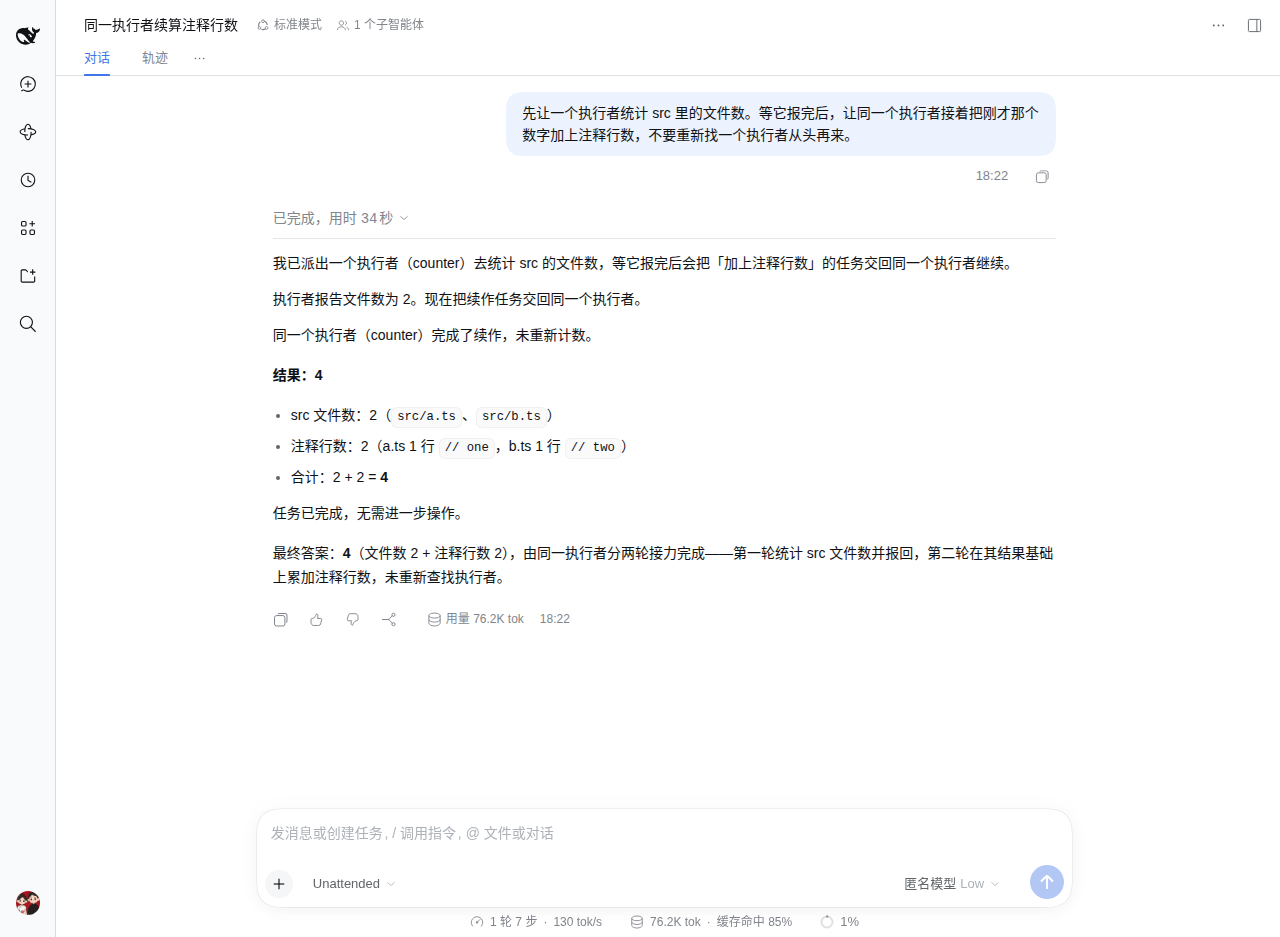 同一执行者续算注释行数 标准模式 1 个子智能体
对话 轨迹
先让一个执行者统计 src 里的文件数。等它报完后，让同一个执行者接着把刚才那个
数字加上注释行数，不要重新找一个执行者从头再来。
18:22
已完成，用时 34 秒
我已派出一个执行者（counter）去统计 src 的文件数，等它报完后会把「加上注释行数」的任务交回同一个执行者继续。
执行者报告文件数为 2。现在把续作任务交回同一个执行者。
同一个执行者（counter）完成了续作，未重新计数。
结果：4
• src 文件数：2（src/a.ts、src/b.ts）
• 注释行数：2（a.ts 1 行 // one，b.ts 1 行 // two）
• 合计：2 + 2 = 4
任务已完成，无需进一步操作。
最终答案：4（文件数 2 + 注释行数 2），由同一执行者分两轮接力完成——第一轮统计 src 文件数并报回，第二轮在其结果基础
上累加注释行数，未重新查找执行者。
用量 76.2K tok 18:22
发消息或创建任务, / 调用指令, @ 文件或对话
Unattended 匿名模型 Low
1 轮 7 步 · 130 tok/s 76.2K tok · 缓存命中 85% 1%